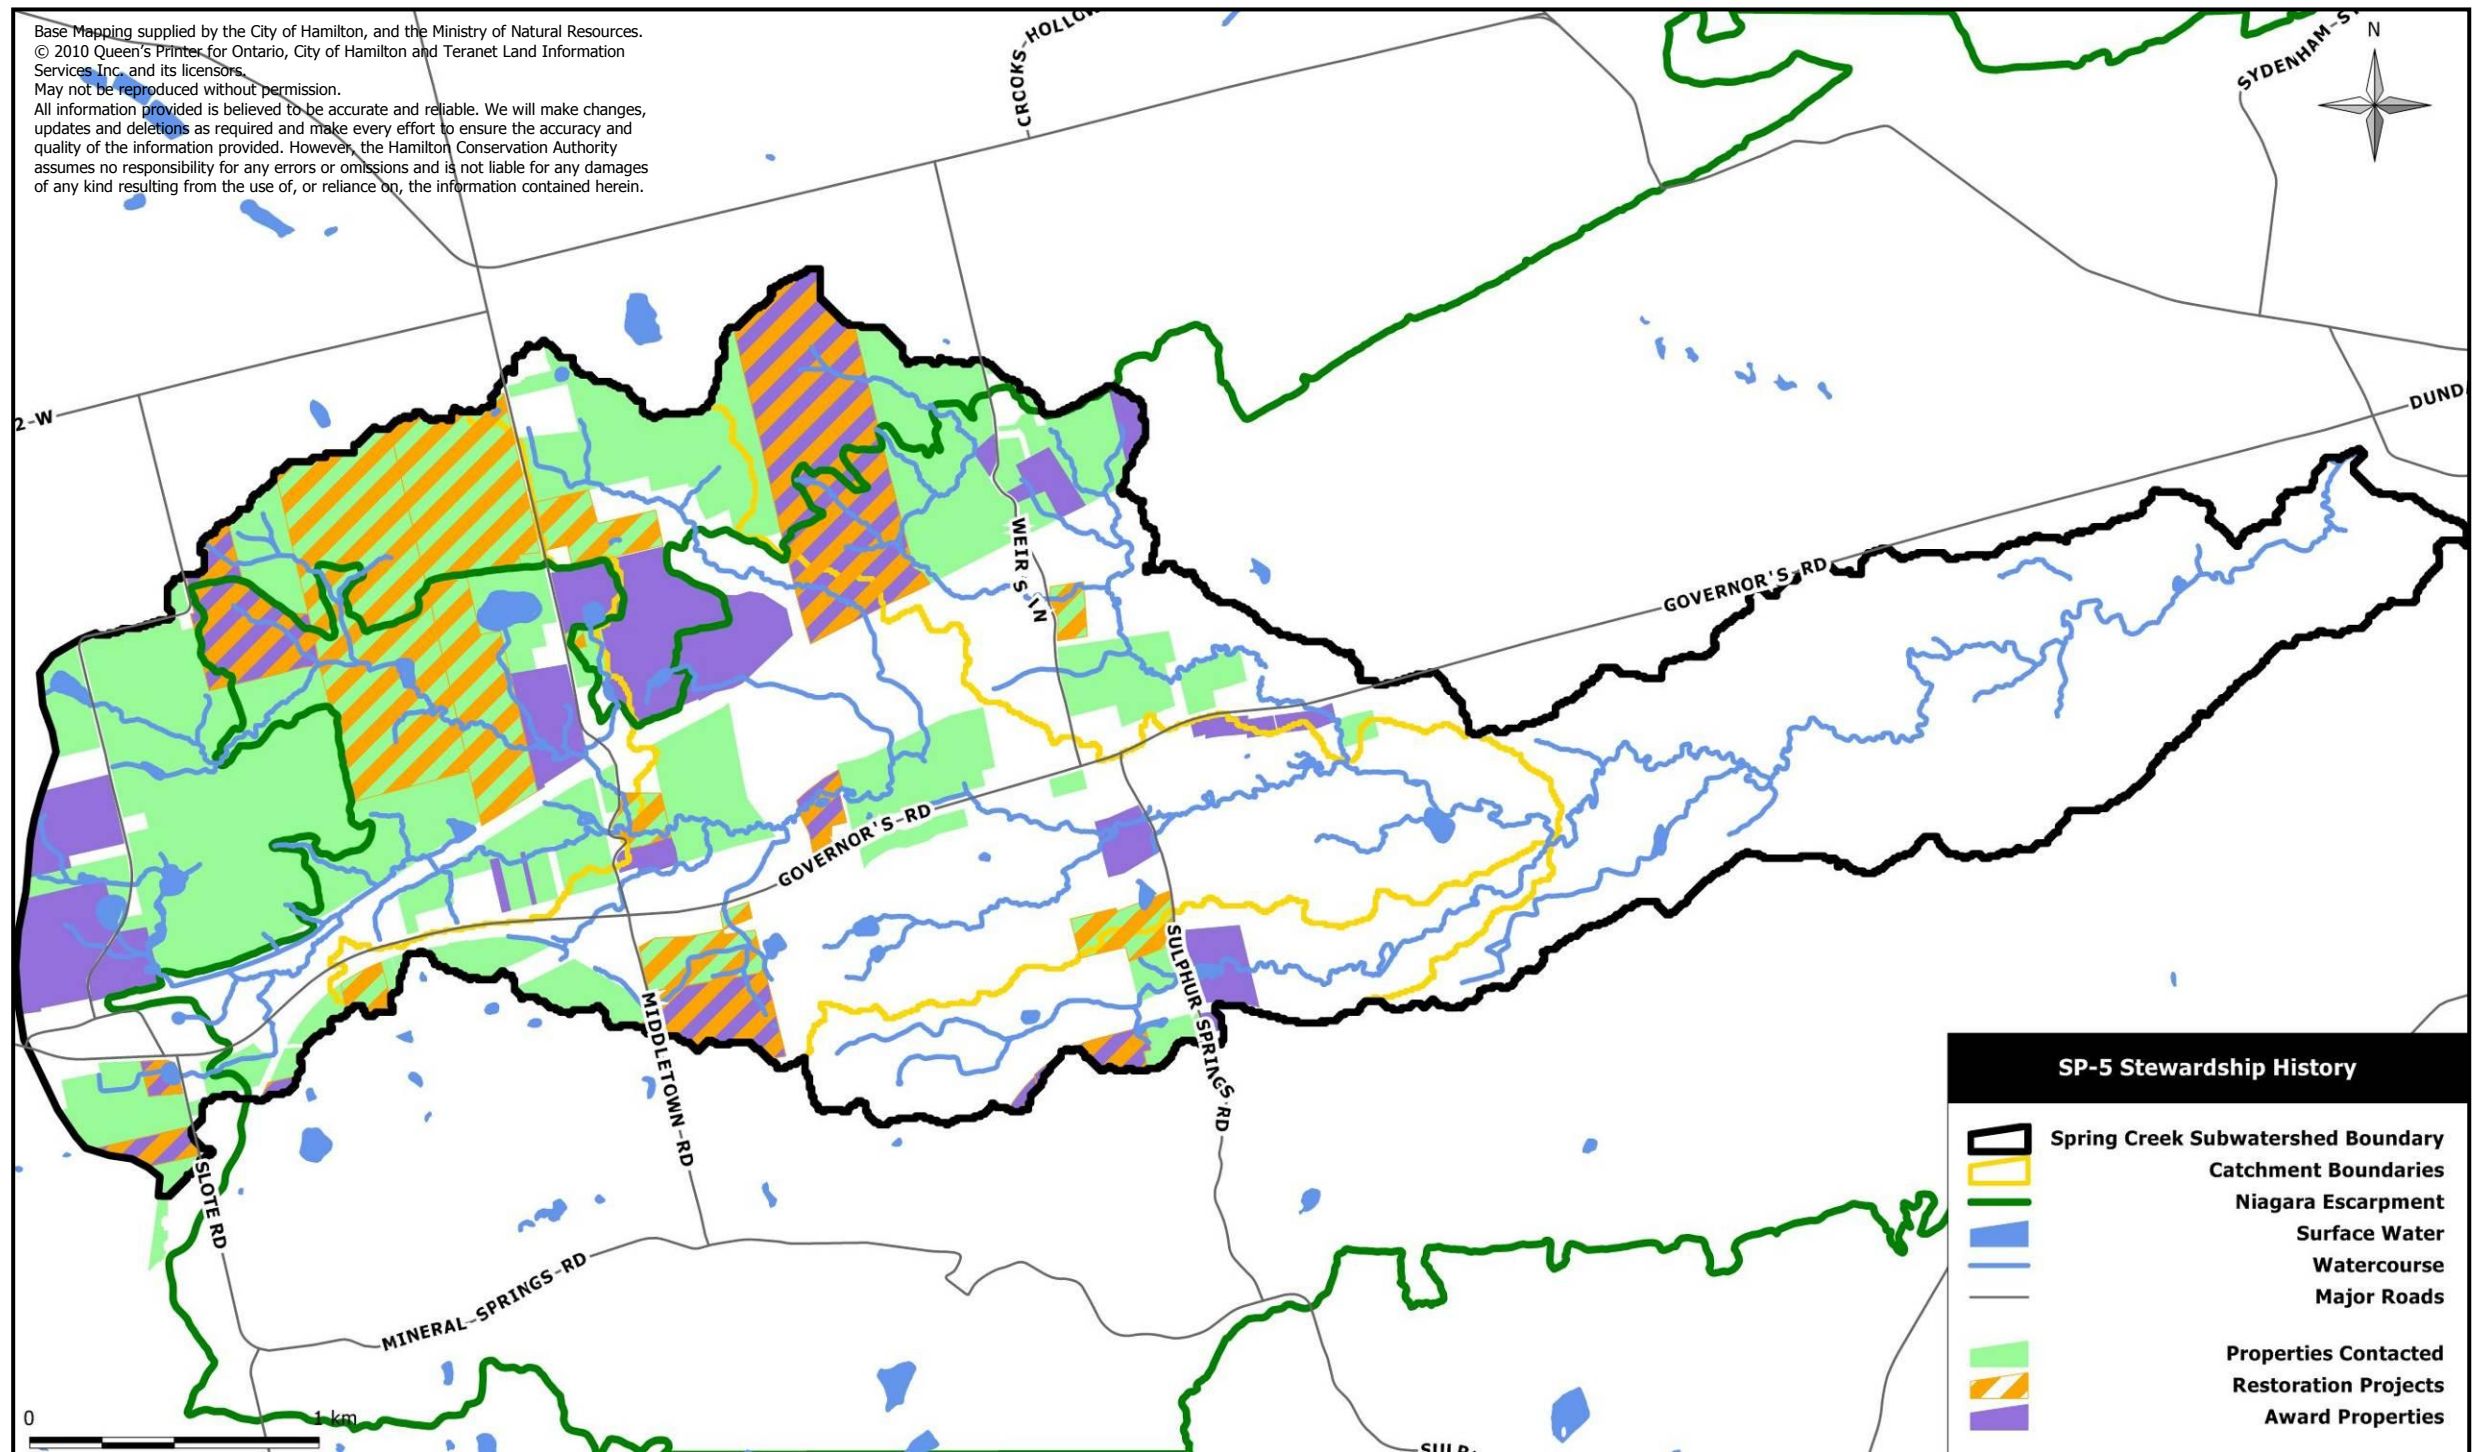 Base Mapping supplied by the City of Hamilton, and the Ministry of Natural Resources.
© 2010 Queen's Printer for Ontario, City of Hamilton and Teranet Land Information
Services Inc. and its licensors.
May not be reproduced without permission.
All information provided is believed to be accurate and reliable. We will make changes,
updates and deletions as required and make every effort to ensure the accuracy and
quality of the information provided. However, the Hamilton Conservation Authority
assumes no responsibility for any errors or omissions and is not liable for any damages
of any kind resulting from the use of, or reliance on, the information contained herein.
CROOKS-HOLLOW
SYDENHAM-S
N
2-W
DUND
WEIR'S LN
GOVERNOR'S-RD
GOVERNOR'S-RD
SULPHUR-SPRINGS RD
MIDDLETOWN-RD
SLOTE RD
MINERAL-SPRINGS-RD
0 1 km
SP-5 Stewardship History
Spring Creek Subwatershed Boundary
Catchment Boundaries
Niagara Escarpment
Surface Water
Watercourse
Major Roads
Properties Contacted
Restoration Projects
Award Properties